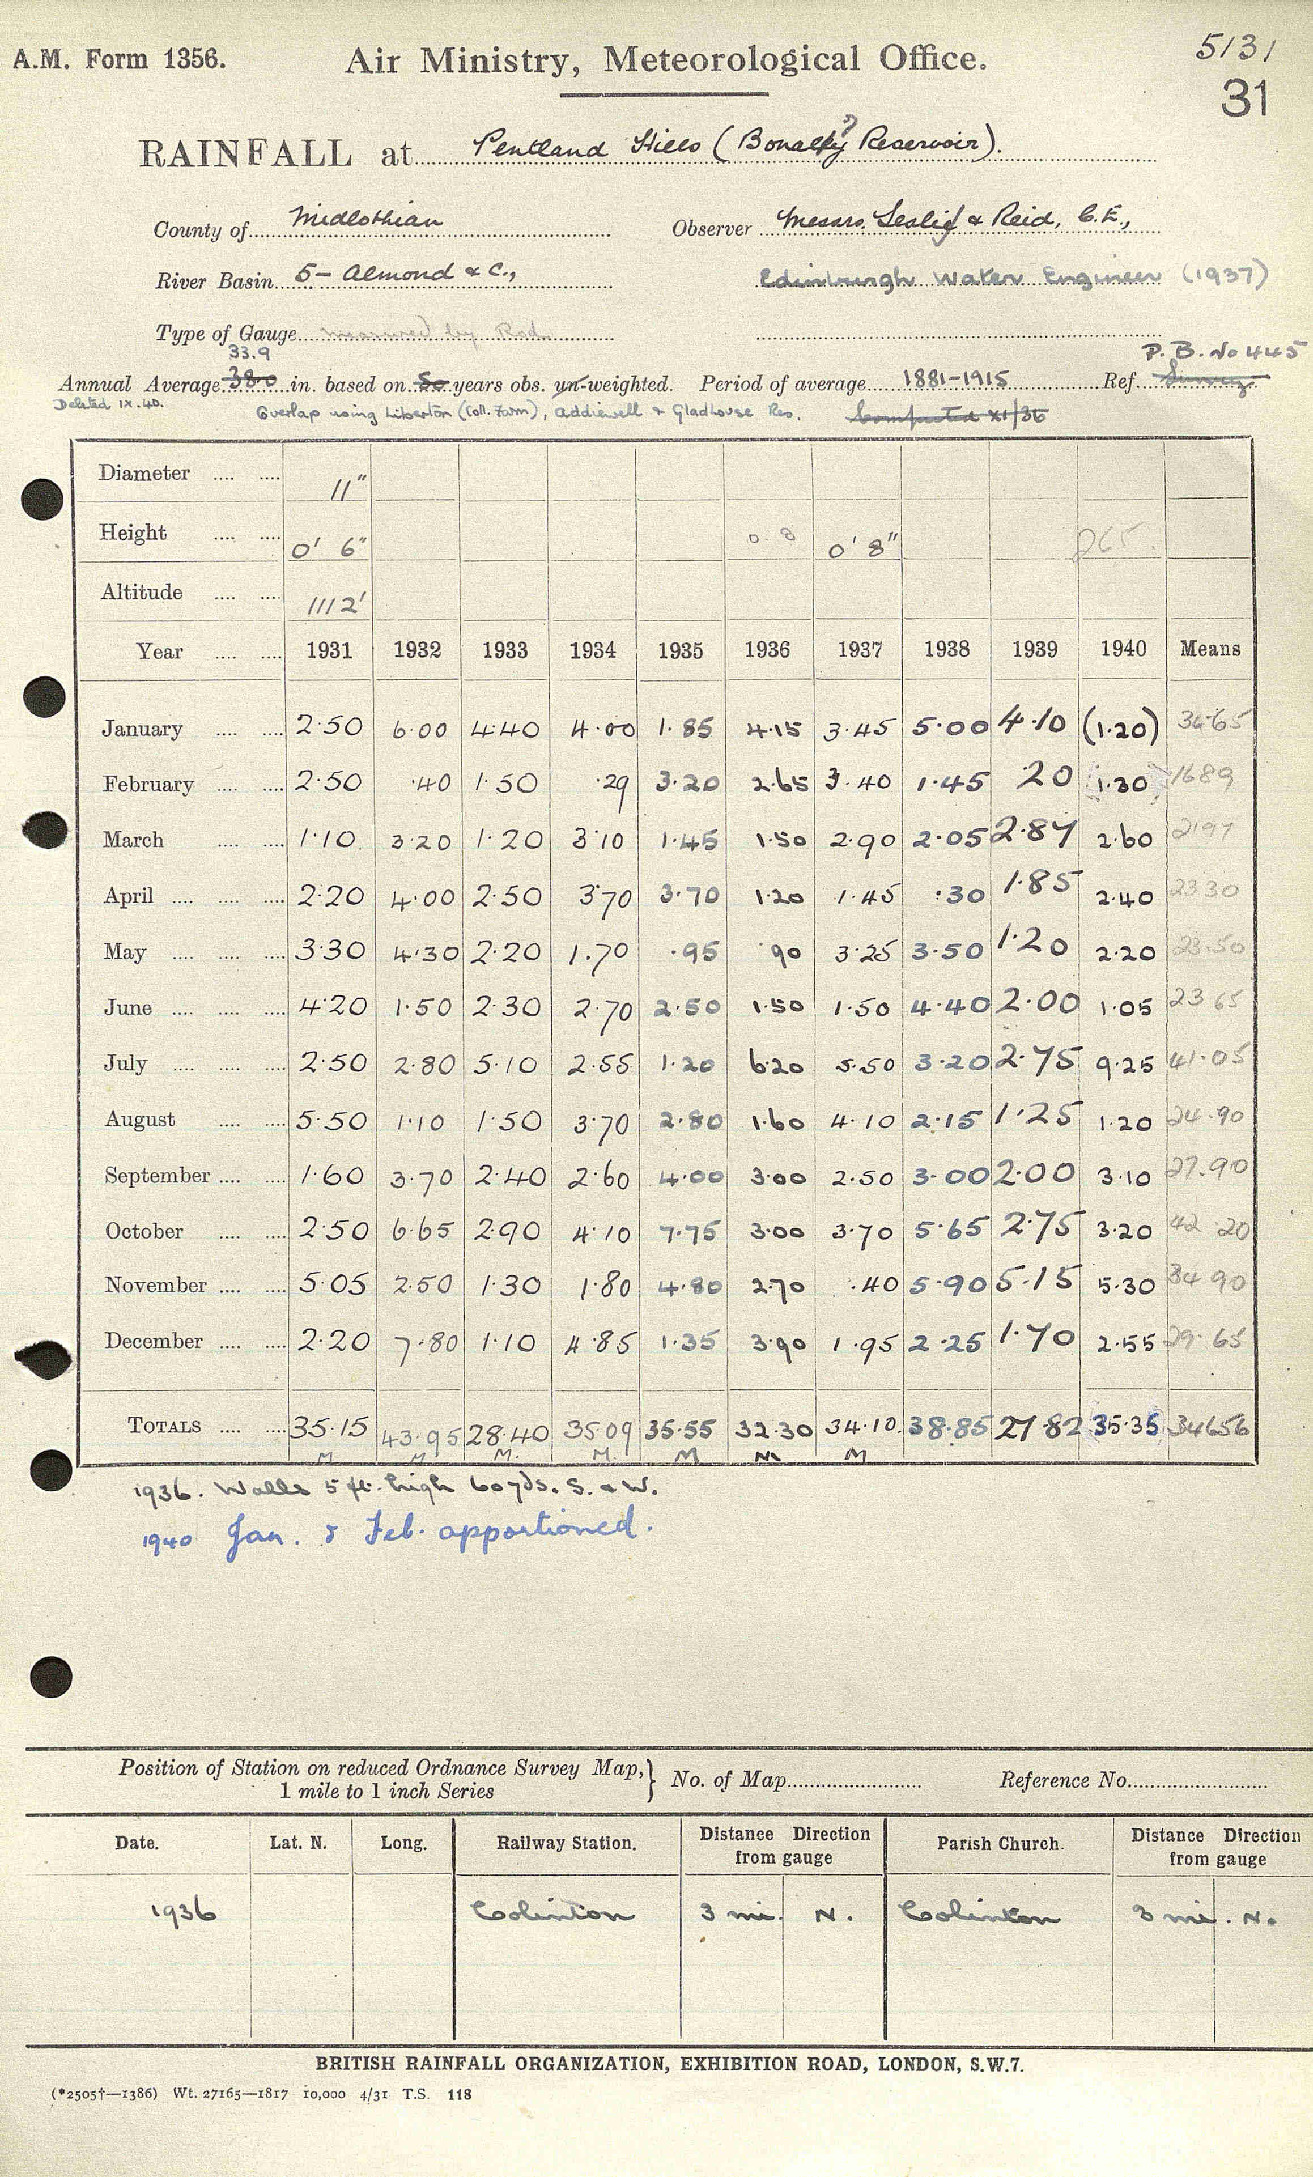 A.M. Form 1356. Air Ministry, Meteorological Office. 5131
31
RAINFALL at Pentland Hills (Bonaly? Reservoir).
County of Midlothian Observer Messrs. Leslie & Reid, C.E.,
River Basin 5- Almond & C., Edinburgh Water Engineer (1937)
Type of Gauge measured by Rod.
33.9 P.B. No 445
Annual Average 38.0 in. based on 50 years obs. un-weighted. Period of average 1881-1915 Ref. Survey
Deleted IX.40. Overlap using Liberton (Coll. Farm), Addiewell & Gladhouse Res. Computed XI/36
Diameter 11"
Height 0' 6" 0 8 0' 8" 265.
Altitude 1112'
Year 1931 1932 1933 1934 1935 1936 1937 1938 1939 1940 Means
January 2.50 6.00 4.40 4.00 1.85 4.15 3.45 5.00 4.10 (1.20) 36.65
February 2.50 .40 1.50 .29 3.20 2.65 3.40 1.45 .20 1.30 1689
March 1.10 3.20 1.20 3.10 1.45 1.50 2.90 2.05 2.87 2.60 2197
April 2.20 4.00 2.50 3.70 3.70 1.20 1.45 .30 1.85 2.40 2330
May 3.30 4.30 2.20 1.70 .95 .90 3.25 3.50 1.20 2.20 23.50
June 4.20 1.50 2.30 2.70 2.50 1.50 1.50 4.40 2.00 1.05 23 65
July 2.50 2.80 5.10 2.55 1.20 6.20 5.50 3.20 2.75 9.25 41.05
August 5.50 1.10 1.50 3.70 2.80 1.60 4.10 2.15 1.25 1.20 24.90
September 1.60 3.70 2.40 2.60 4.00 3.00 2.50 3.00 2.00 3.10 27.90
October 2.50 6.65 2.90 4.10 7.75 3.00 3.70 5.65 2.75 3.20 42.20
November 5.05 2.50 1.30 1.80 4.80 2.70 .40 5.90 5.15 5.30 34 90
December 2.20 7.80 1.10 4.85 1.35 3.90 1.95 2.25 1.70 2.55 29.65
TOTALS 35.15 43.95 28.40 35.09 35.55 32.30 34.10 38.85 27.82 35.35 34656
M M M. M. M M M
1936. Walls 5 ft. high 60 yds. S. & W.
1940 Jan. & Feb. apportioned.
Position of Station on reduced Ordnance Survey Map, 1 mile to 1 inch Series } No. of Map Reference No.
Date. Lat. N. Long. Railway Station. Distance from gauge Direction Parish Church. Distance from gauge Direction
1936 Colinton 3 mi. N. Colinton 3 mi. N.
BRITISH RAINFALL ORGANIZATION, EXHIBITION ROAD, LONDON, S.W.7.
(*2505†—1386) Wt. 27165—1817 10,000 4/31 T.S. 118